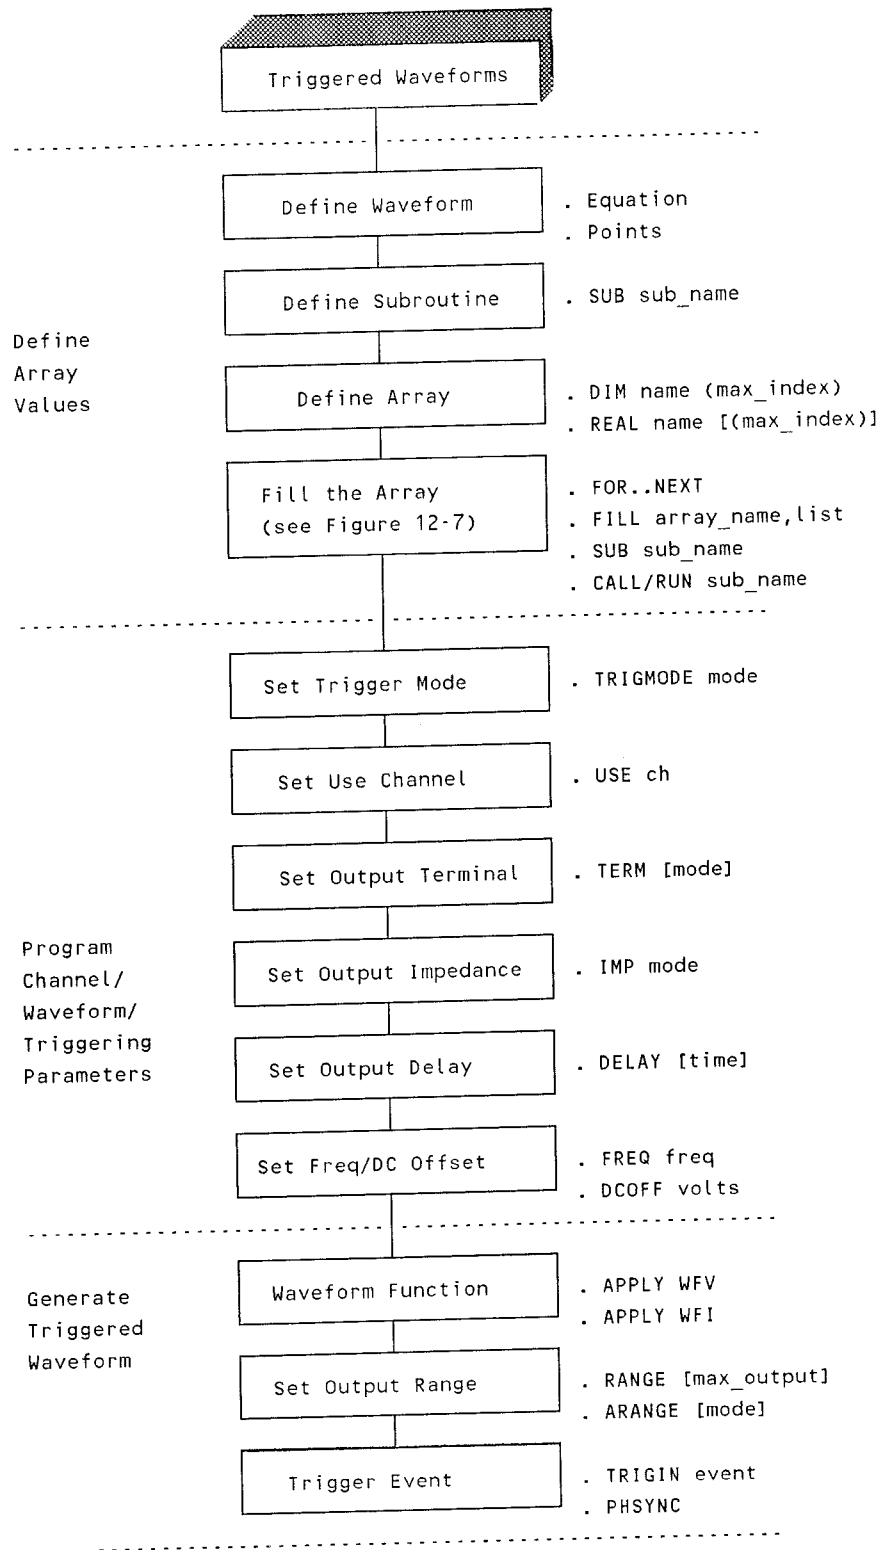 Triggered Waveforms
Define Waveform
. Equation
. Points
Define Subroutine
. SUB sub_name
Define
Array
Values
Define Array
. DIM name (max_index)
. REAL name [(max_index)]
Fill the Array
(see Figure 12-7)
. FOR..NEXT
. FILL array_name,list
. SUB sub_name
. CALL/RUN sub_name
Set Trigger Mode
. TRIGMODE mode
Set Use Channel
. USE ch
Set Output Terminal
. TERM [mode]
Program
Channel/
Waveform/
Triggering
Parameters
Set Output Impedance
. IMP mode
Set Output Delay
. DELAY [time]
Set Freq/DC Offset
. FREQ freq
. DCOFF volts
Generate
Triggered
Waveform
Waveform Function
. APPLY WFV
. APPLY WFI
Set Output Range
. RANGE [max_output]
. ARANGE [mode]
Trigger Event
. TRIGIN event
. PHSYNC